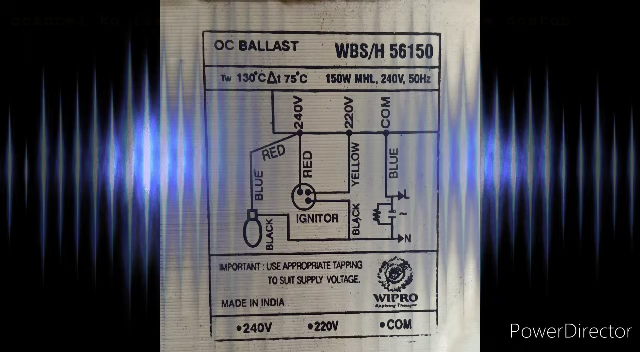 OC BALLAST WBS/H 56150
Tw 130°C Δt 75°C 150W MHL, 240V, 50Hz
240V 220V COM
RED RED YELLOW BLUE
BLUE
IGNITOR
BLACK BLACK
N
IMPORTANT : USE APPROPRIATE TAPPING
TO SUIT SUPPLY VOLTAGE.
MADE IN INDIA
WIPRO
Applying Thought
•240V •220V •COM
PowerDirector